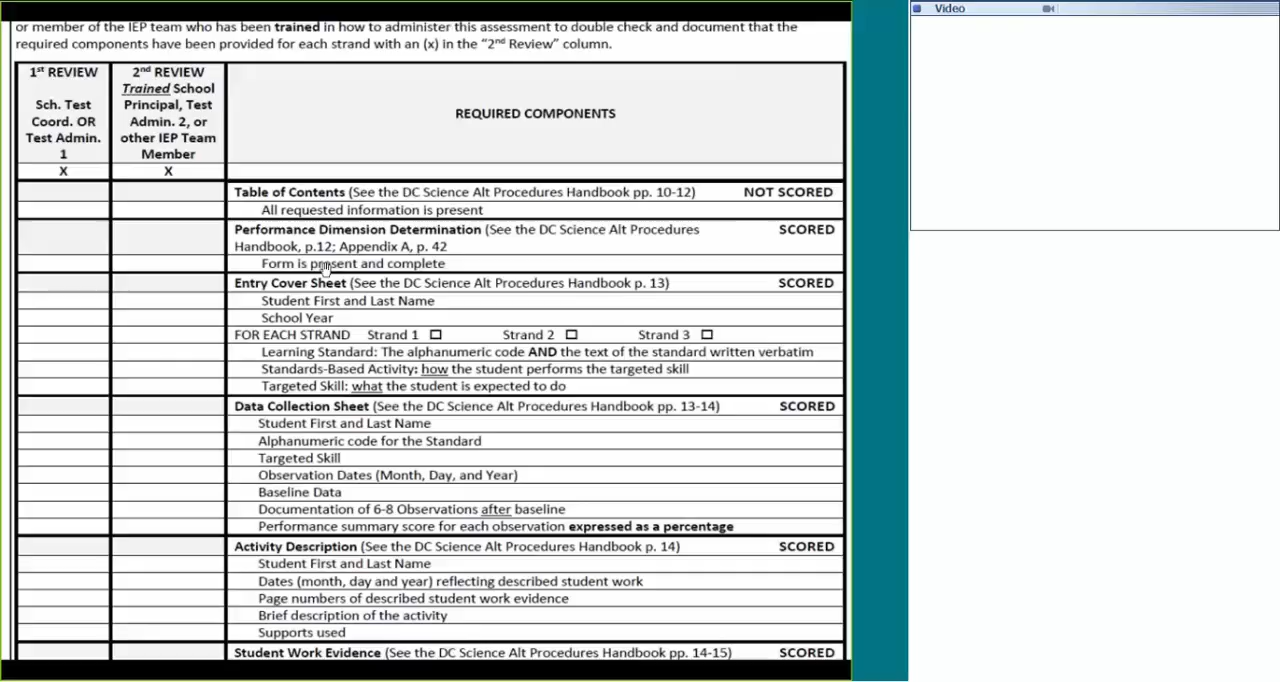 or member of the IEP team who has been trained in how to administer this assessment to double check and document that the
required components have been provided for each strand with an (x) in the "2nd Review" column.
1st REVIEW
Sch. Test
Coord. OR
Test Admin.
1
2nd REVIEW
Trained School
Principal, Test
Admin. 2, or
other IEP Team
Member
REQUIRED COMPONENTS
X X
Table of Contents (See the DC Science Alt Procedures Handbook pp. 10-12) NOT SCORED
All requested information is present
Performance Dimension Determination (See the DC Science Alt Procedures SCORED
Handbook, p.12; Appendix A, p. 42
Form is present and complete
Entry Cover Sheet (See the DC Science Alt Procedures Handbook p. 13) SCORED
Student First and Last Name
School Year
FOR EACH STRAND Strand 1 ☐ Strand 2 ☐ Strand 3 ☐
Learning Standard: The alphanumeric code AND the text of the standard written verbatim
Standards-Based Activity: how the student performs the targeted skill
Targeted Skill: what the student is expected to do
Data Collection Sheet (See the DC Science Alt Procedures Handbook pp. 13-14) SCORED
Student First and Last Name
Alphanumeric code for the Standard
Targeted Skill
Observation Dates (Month, Day, and Year)
Baseline Data
Documentation of 6-8 Observations after baseline
Performance summary score for each observation expressed as a percentage
Activity Description (See the DC Science Alt Procedures Handbook p. 14) SCORED
Student First and Last Name
Dates (month, day and year) reflecting described student work
Page numbers of described student work evidence
Brief description of the activity
Supports used
Student Work Evidence (See the DC Science Alt Procedures Handbook pp. 14-15) SCORED
Video